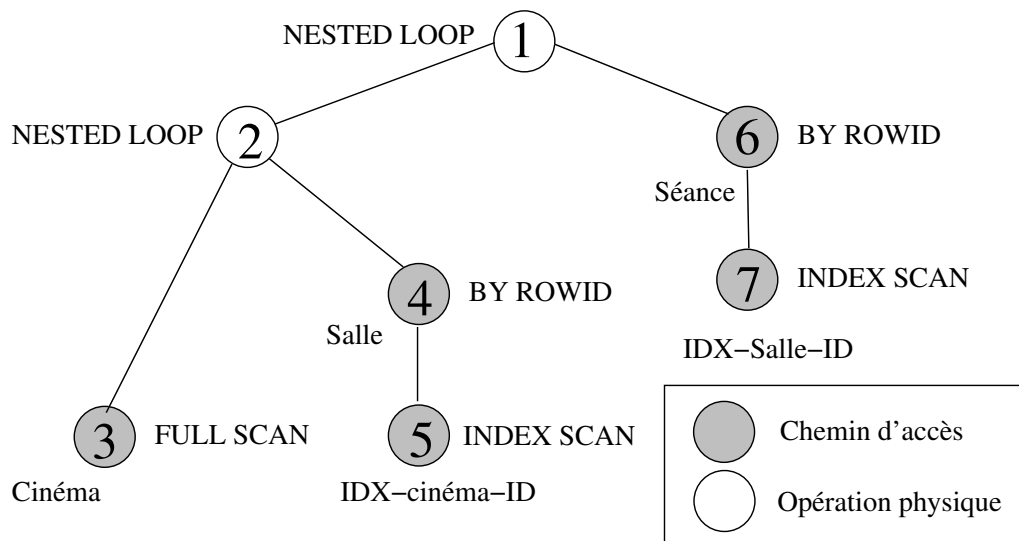 NESTED LOOP 1
NESTED LOOP 2
6 BY ROWID
Séance
4 BY ROWID
7 INDEX SCAN
Salle
IDX−Salle−ID
3 FULL SCAN
5 INDEX SCAN
Chemin d'accès
Cinéma
IDX−cinéma−ID
Opération physique